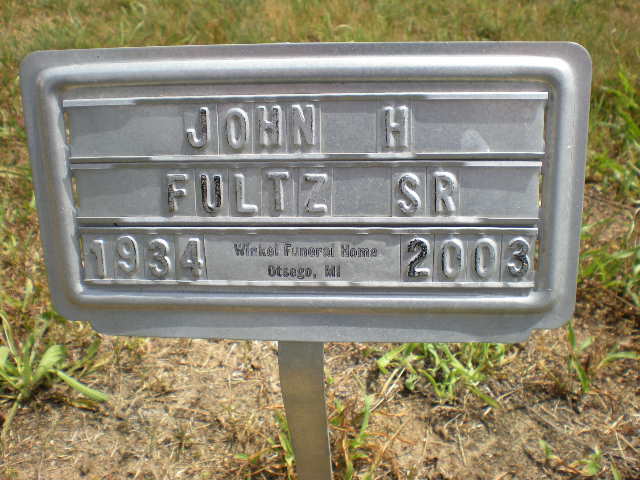 JOHN H
FULTZ SR
1934 Winkel Funeral Home 2003
Otsego, MI